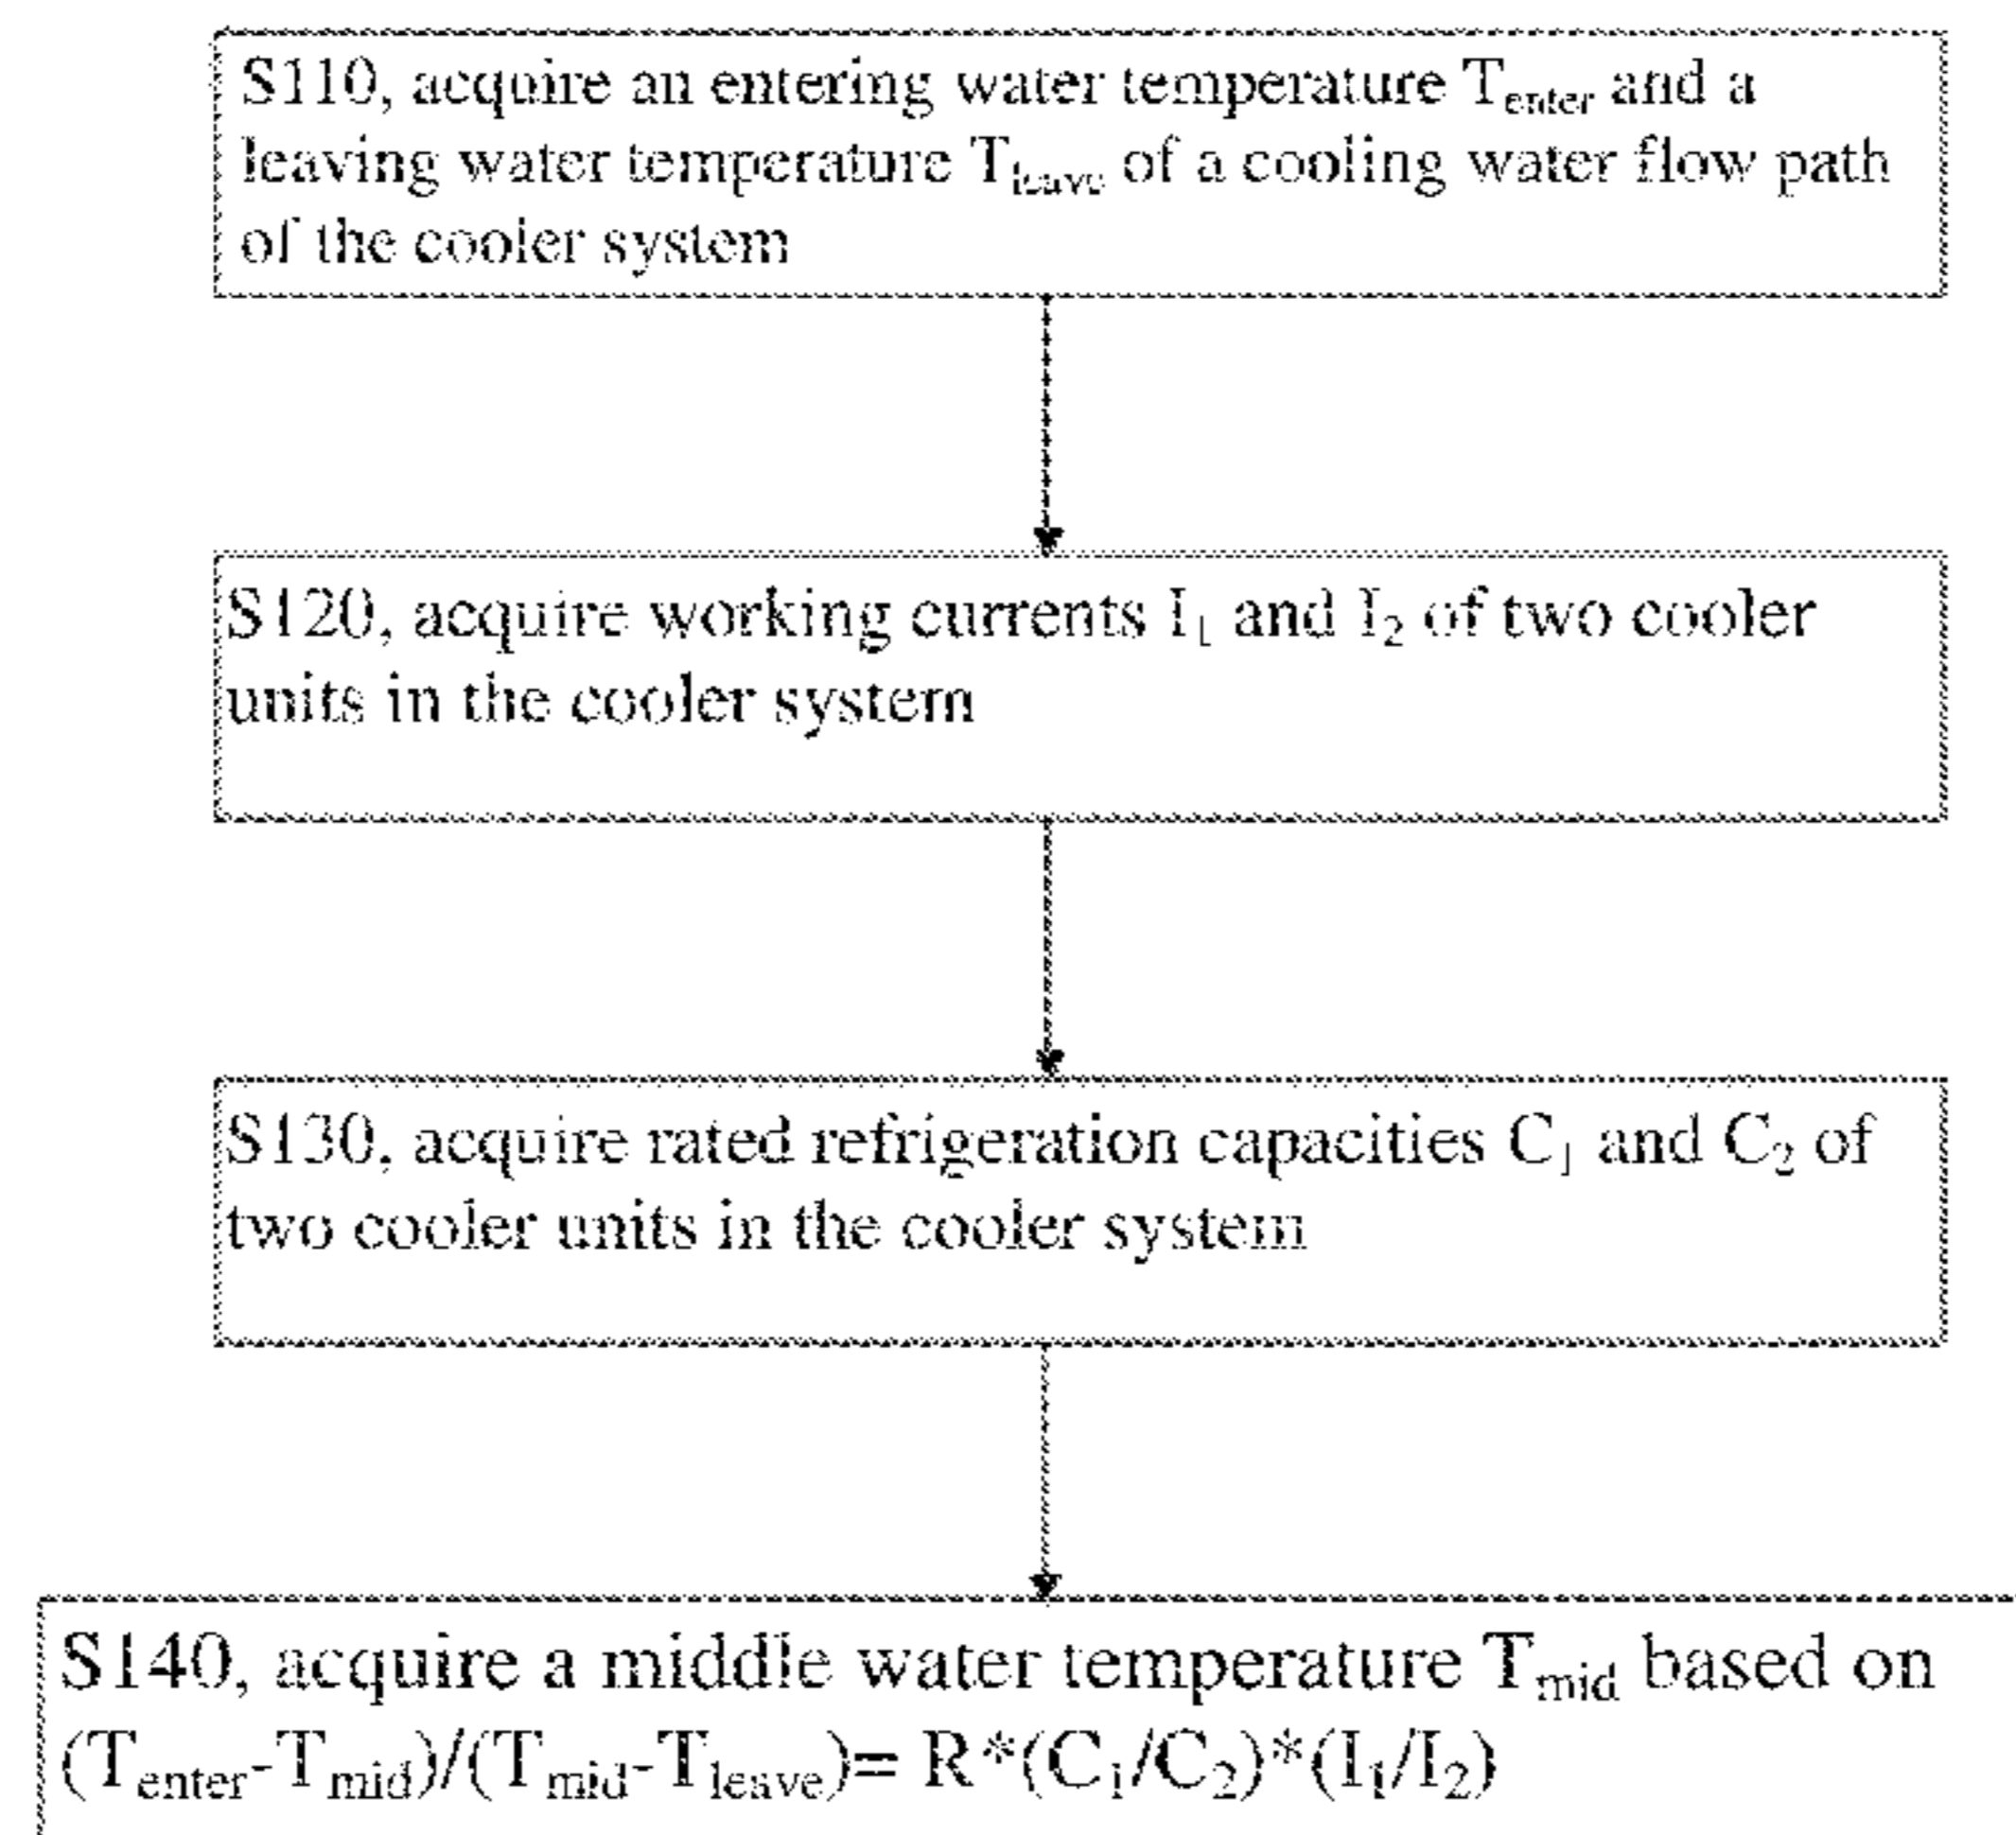 S110, acquire an entering water temperature Tenter and a
leaving water temperature Tleave of a cooling water flow path
of the cooler system
S120, acquire working currents I1 and I2 of two cooler
units in the cooler system
S130, acquire rated refrigeration capacities C1 and C2 of
two cooler units in the cooler system
S140, acquire a middle water temperature Tmid based on
(Tenter-Tmid)/(Tmid-Tleave)= R*(C1/C2)*(I1/I2)